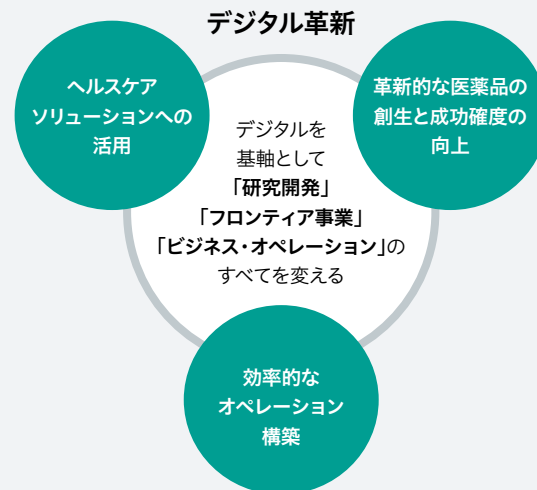 デジタル革新
ヘルスケア
ソリューションへの
活用
革新的な医薬品の
創生と成功確度の
向上
デジタルを
基軸として
「研究開発」
「フロンティア事業」
「ビジネス・オペレーション」の
すべてを変える
効率的な
オペレーション
構築